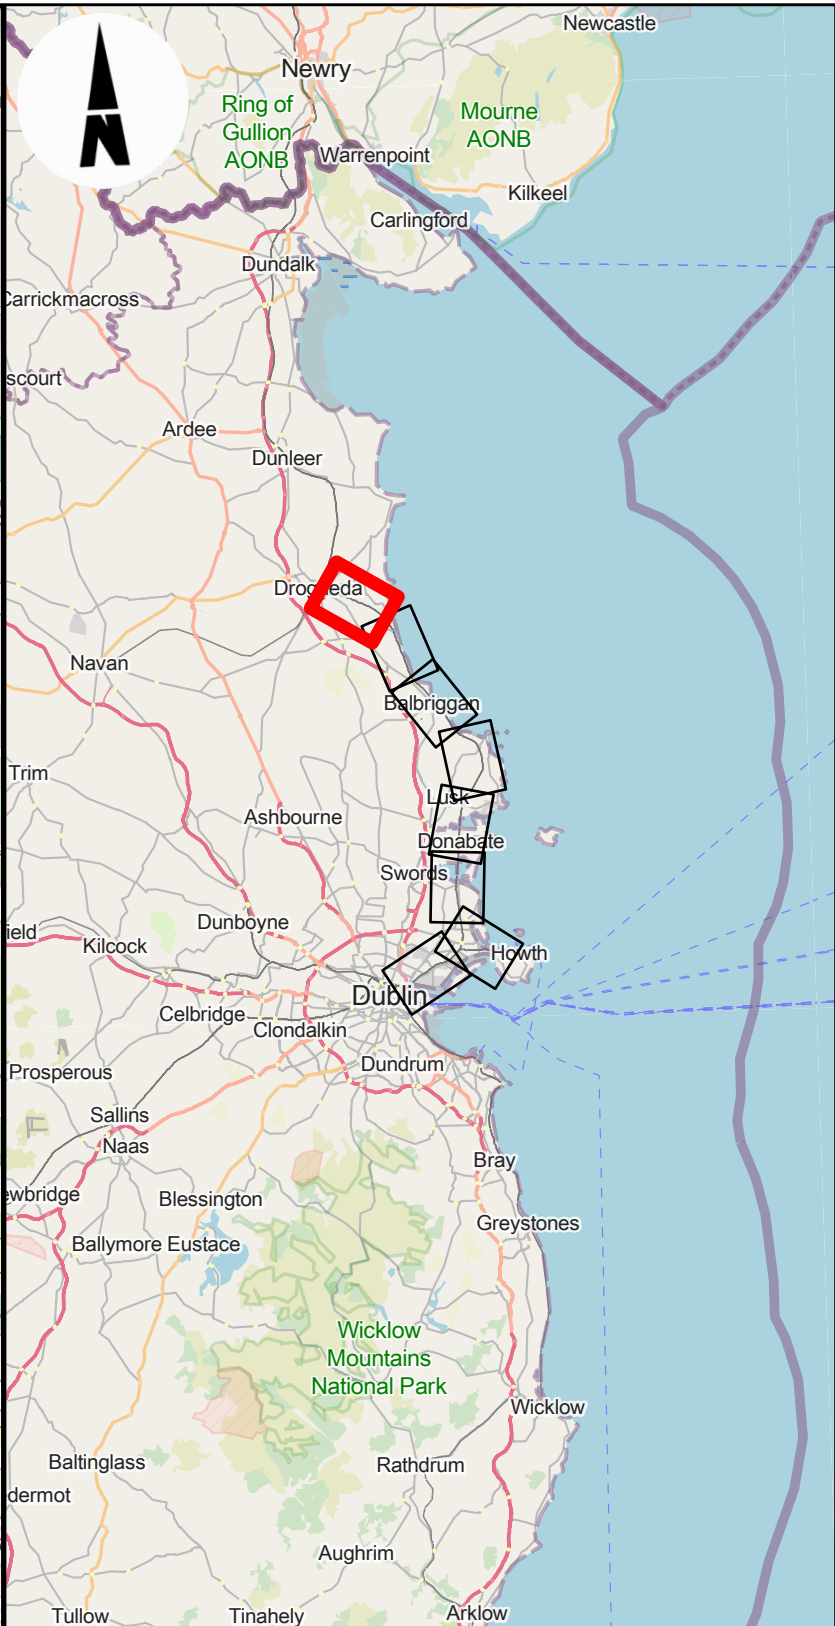 Newcastle
Newry
Ring of
Gullion
AONB
Mourne
AONB
N
Warrenpoint
Kilkeel
Carlingford
Dundalk
Carrickmacross
scourt
Ardee
Dunleer
Drogheda
Navan
Balbriggan
Trim
Lusk
Ashbourne
Donabate
Swords
Dunboyne
ield
Kilcock
Howth
Dublin
Celbridge
Clondalkin
Dundrum
Prosperous
Sallins
Naas
Bray
ewbridge
Blessington
Greystones
Ballymore Eustace
Wicklow
Mountains
National Park
Wicklow
Baltinglass
Rathdrum
dermot
Aughrim
Tullow
Tinahely
Arklow